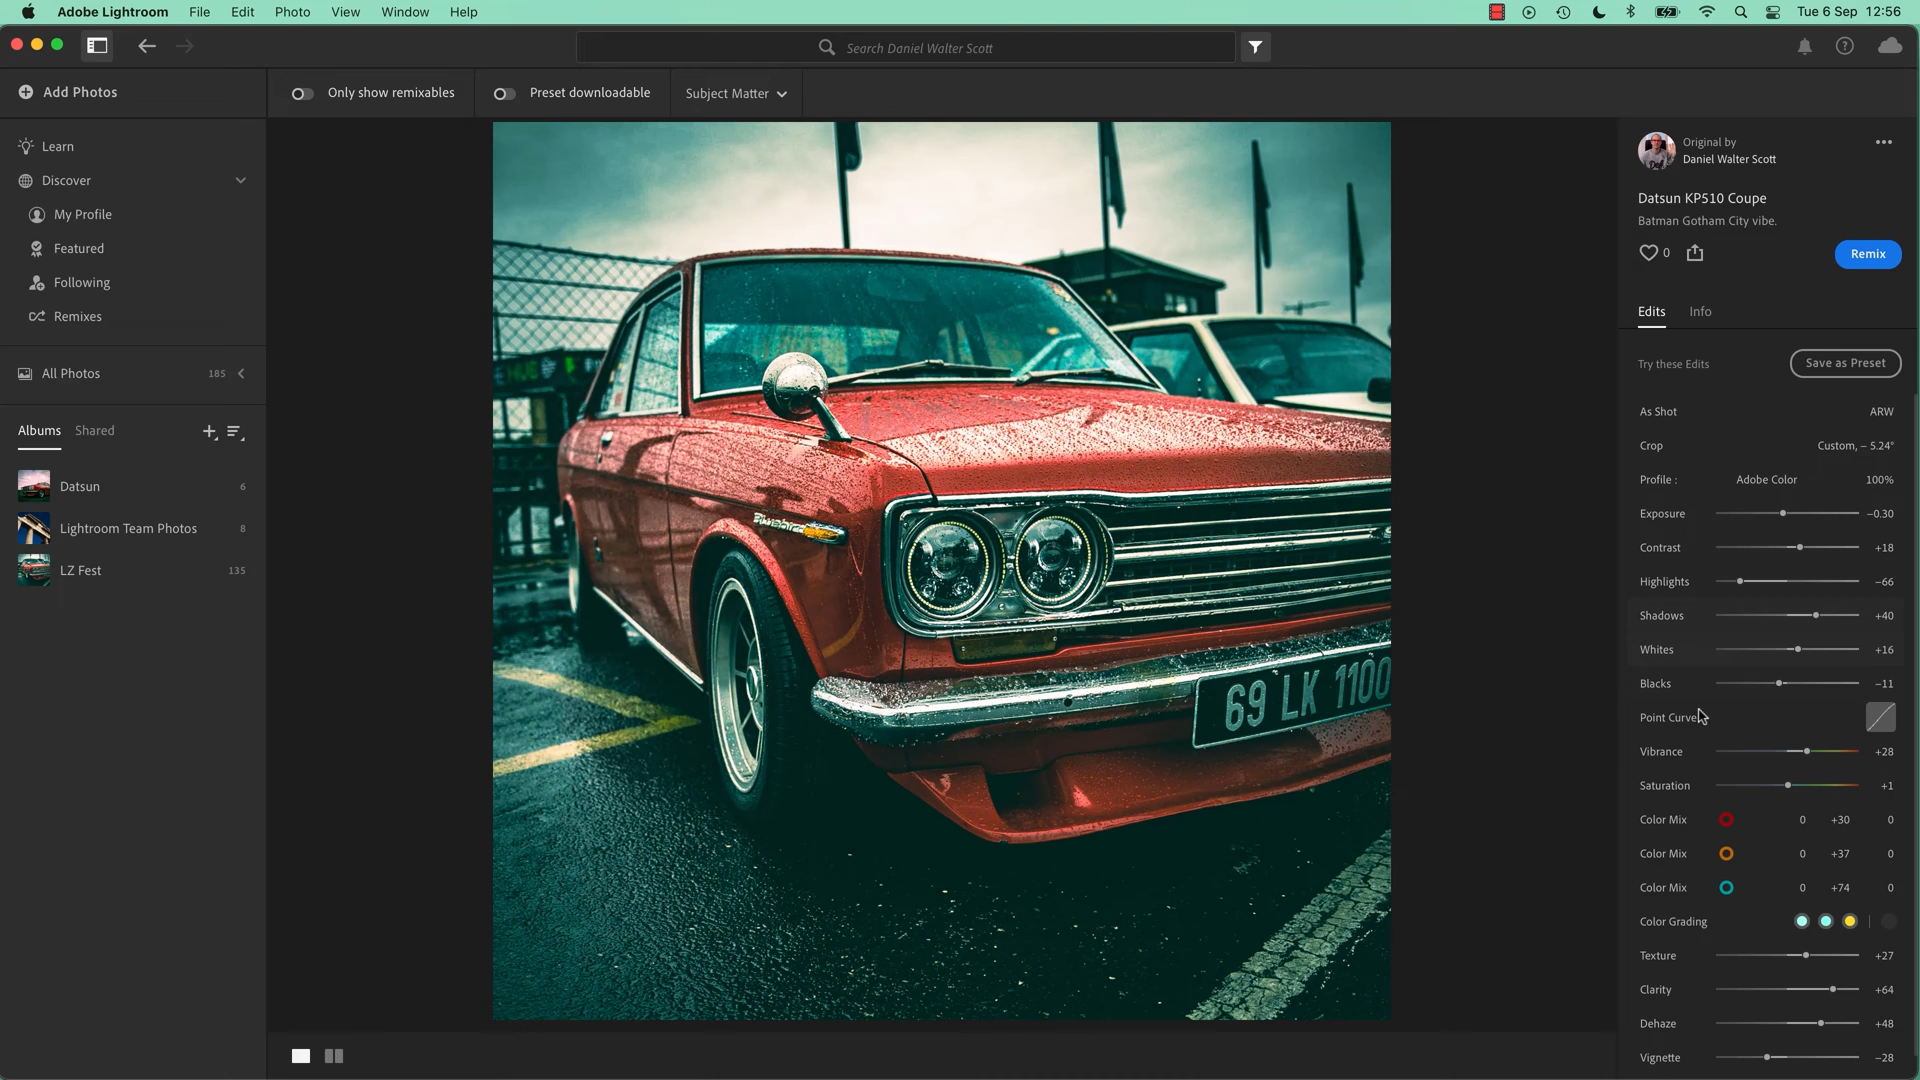 Adobe Lightroom File Edit Photo View Window Help Tue 6 Sep 12:56
Search Daniel Walter Scott
Add Photos
Only show remixables Preset downloadable Subject Matter
Learn
Discover
My Profile
Featured
Following
Remixes
All Photos 185
Albums Shared
Datsun 6
Lightroom Team Photos 8
LZ Fest 135
69 LK 1100
Original by
Daniel Walter Scott
Datsun KP510 Coupe
Batman Gotham City vibe.
0 Remix
Edits Info
Try these Edits Save as Preset
As Shot ARW
Crop Custom, – 5.24°
Profile : Adobe Color 100%
Exposure –0.30
Contrast +18
Highlights –66
Shadows +40
Whites +16
Blacks –11
Point Curve
Vibrance +28
Saturation +1
Color Mix 0 +30 0
Color Mix 0 +37 0
Color Mix 0 +74 0
Color Grading
Texture +27
Clarity +64
Dehaze +48
Vignette –28